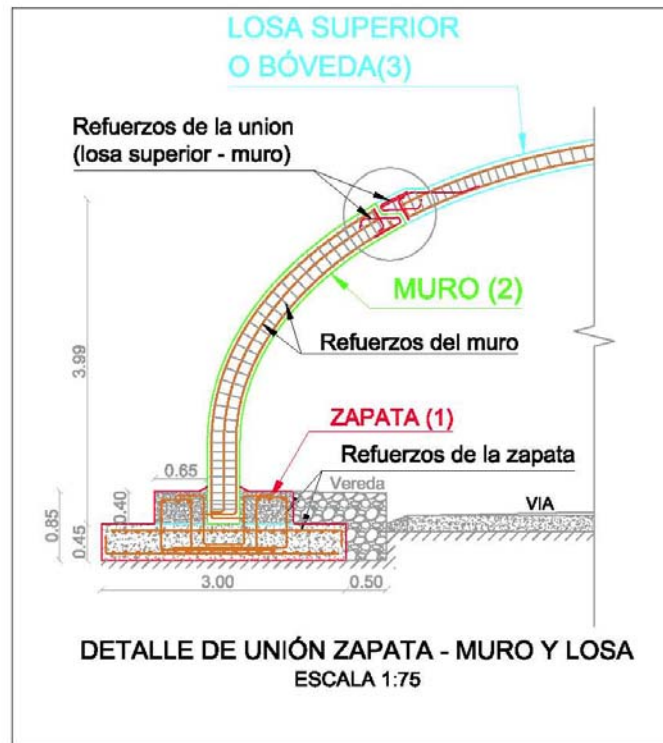 LOSA SUPERIOR
O BÓVEDA(3)
Refuerzos de la union
(losa superior - muro)
MURO (2)
3.99
Refuerzos del muro
ZAPATA (1)
0.65
Refuerzos de la zapata
Vereda
VIA
0.85
0.40
0.45
3.00
0.50
DETALLE DE UNIÓN ZAPATA - MURO Y LOSA
ESCALA 1:75